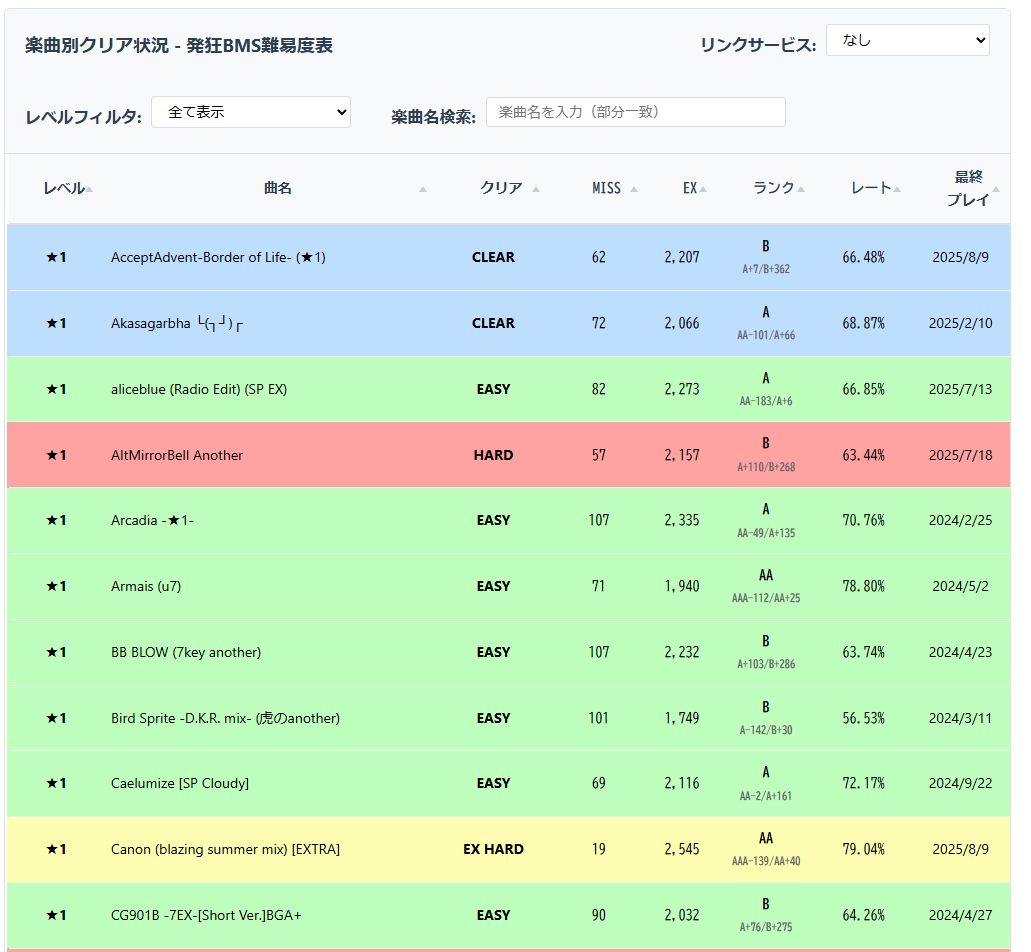 楽曲別クリア状況 - 発狂BMS難易度表
リンクサービス: なし
レベルフィルタ: 全て表示 楽曲名検索: 楽曲名を入力（部分一致）
レベル 曲名 クリア MISS EX ランク レート 最終プレイ
★1 AcceptAdvent-Border of Life- (★1) CLEAR 62 2,207 B 66.48% 2025/8/9
A+7/B+362
★1 Akasagarbha └(┐┘)┌ CLEAR 72 2,066 A 68.87% 2025/2/10
AA-101/A+66
★1 aliceblue (Radio Edit) (SP EX) EASY 82 2,273 A 66.85% 2025/7/13
AA-183/A+6
★1 AltMirrorBell Another HARD 57 2,157 B 63.44% 2025/7/18
A+110/B+268
★1 Arcadia -★1- EASY 107 2,335 A 70.76% 2024/2/25
AA-49/A+135
★1 Armais (u7) EASY 71 1,940 AA 78.80% 2024/5/2
AAA-112/AA+25
★1 BB BLOW (7key another) EASY 107 2,232 B 63.74% 2024/4/23
A+103/B+286
★1 Bird Sprite -D.K.R. mix- (虎のanother) EASY 101 1,749 B 56.53% 2024/3/11
A-142/B+30
★1 Caelumize [SP Cloudy] EASY 69 2,116 A 72.17% 2024/9/22
AA-2/A+161
★1 Canon (blazing summer mix) [EXTRA] EX HARD 19 2,545 AA 79.04% 2025/8/9
AAA-139/AA+40
★1 CG901B -7EX-[Short Ver.]BGA+ EASY 90 2,032 B 64.26% 2024/4/27
A+76/B+275